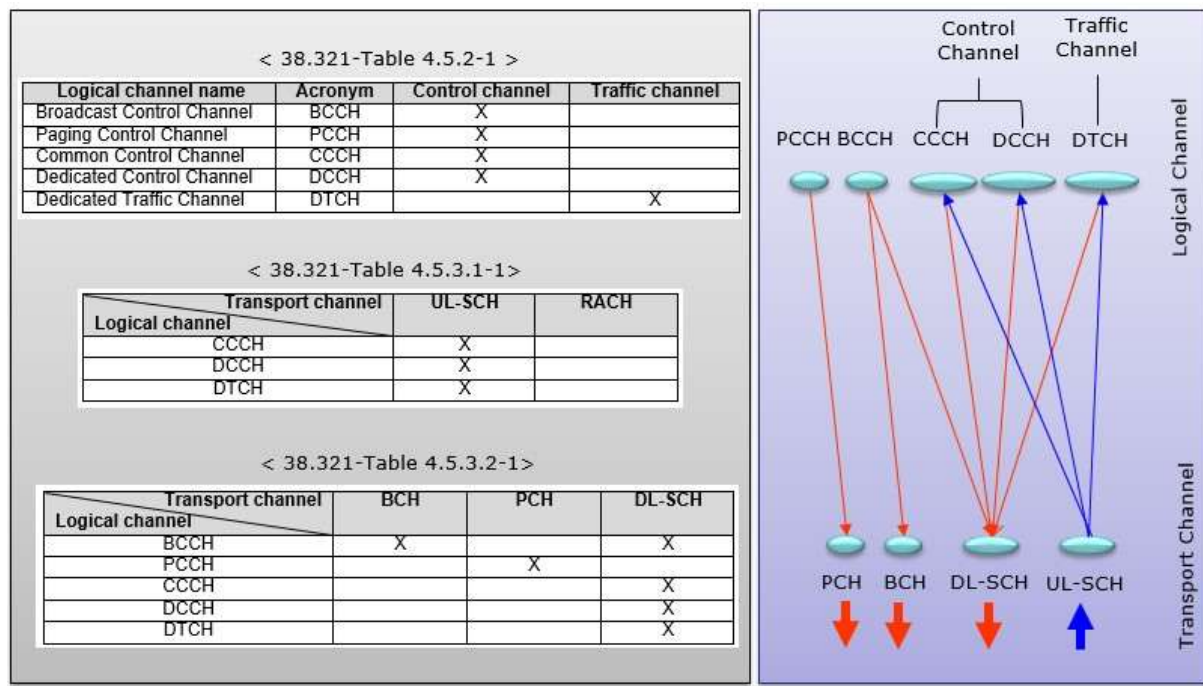 < 38.321-Table 4.5.2-1 >
Logical channel name Acronym Control channel Traffic channel
Broadcast Control Channel BCCH X
Paging Control Channel PCCH X
Common Control Channel CCCH X
Dedicated Control Channel DCCH X
Dedicated Traffic Channel DTCH X
< 38.321-Table 4.5.3.1-1>
Transport channel UL-SCH RACH
Logical channel
CCCH X
DCCH X
DTCH X
< 38.321-Table 4.5.3.2-1>
Transport channel BCH PCH DL-SCH
Logical channel
BCCH X X
PCCH X
CCCH X
DCCH X
DTCH X
Control
Channel
Traffic
Channel
PCCH BCCH CCCH DCCH DTCH
Logical Channel
PCH BCH DL-SCH UL-SCH
Transport Channel